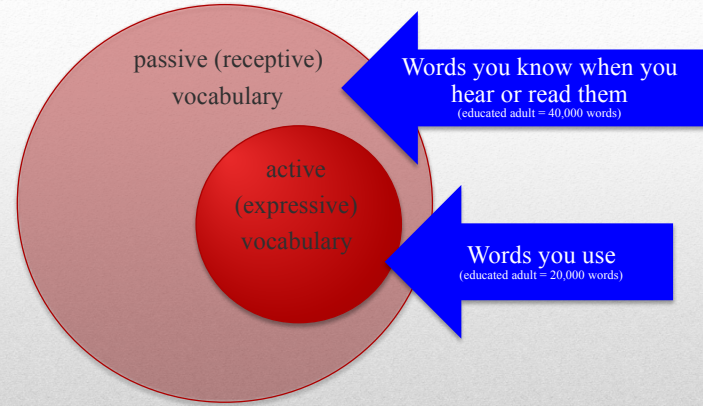 passive (receptive)
vocabulary
Words you know when you
hear or read them
(educated adult = 40,000 words)
active
(expressive)
vocabulary
Words you use
(educated adult = 20,000 words)